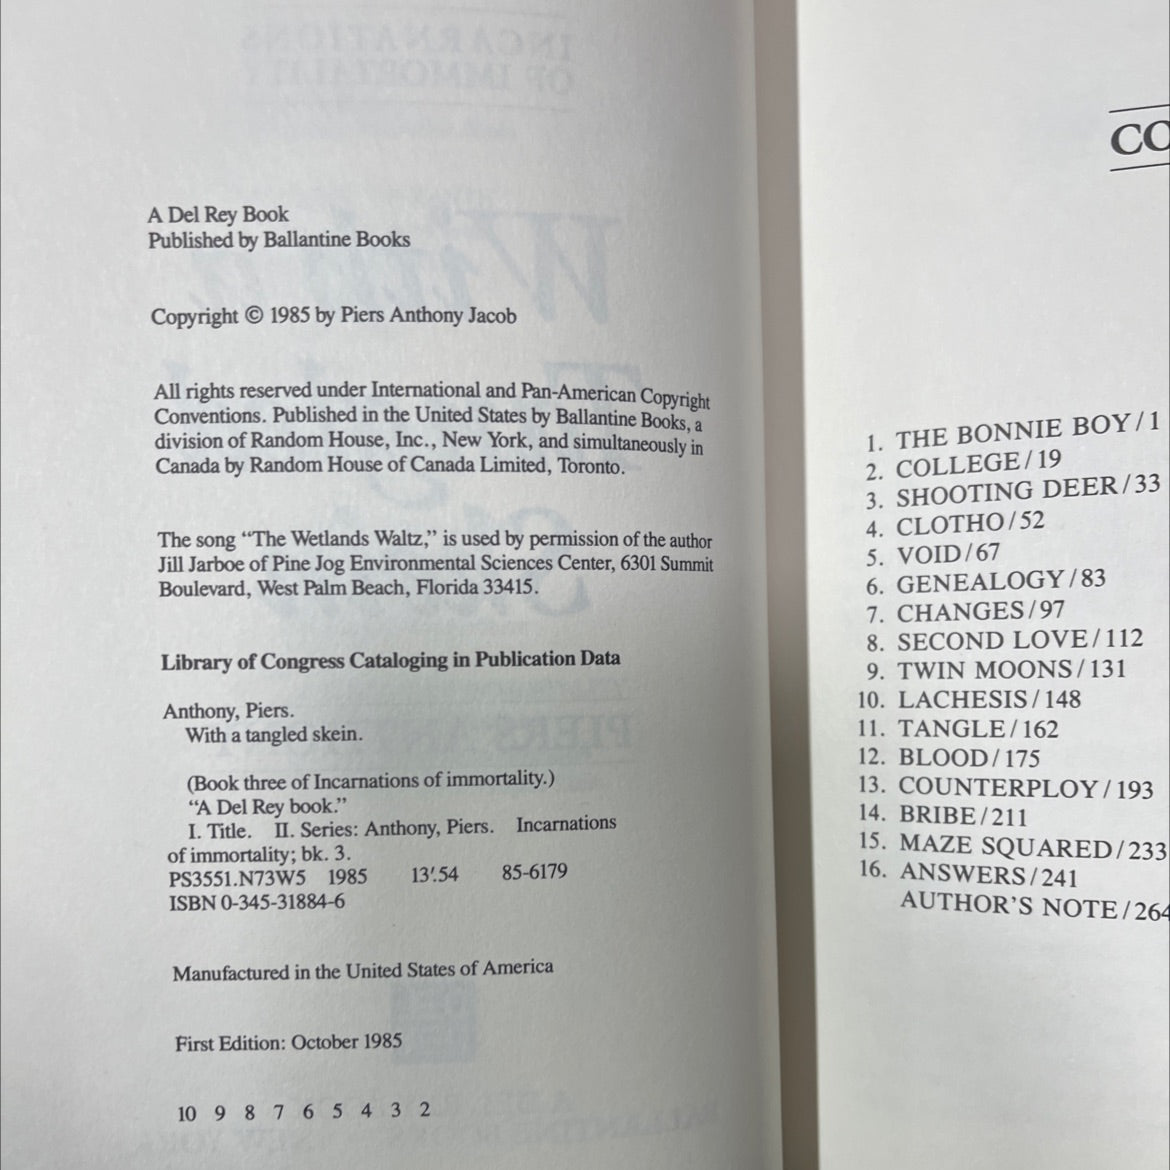 A Del Rey Book
Published by Ballantine Books
Copyright © 1985 by Piers Anthony Jacob
All rights reserved under International and Pan-American Copyright
Conventions. Published in the United States by Ballantine Books, a
division of Random House, Inc., New York, and simultaneously in
Canada by Random House of Canada Limited, Toronto.
The song “The Wetlands Waltz,” is used by permission of the author
Jill Jarboe of Pine Jog Environmental Sciences Center, 6301 Summit
Boulevard, West Palm Beach, Florida 33415.
Library of Congress Cataloging in Publication Data
Anthony, Piers.
With a tangled skein.
(Book three of Incarnations of immortality.)
“A Del Rey book.”
I. Title. II. Series: Anthony, Piers. Incarnations
of immortality; bk. 3.
PS3551.N73W5 1985 13′.54 85-6179
ISBN 0-345-31884-6
Manufactured in the United States of America
First Edition: October 1985
10 9 8 7 6 5 4 3 2
CO
1. THE BONNIE BOY/1
2. COLLEGE/19
3. SHOOTING DEER/33
4. CLOTHO/52
5. VOID/67
6. GENEALOGY/83
7. CHANGES/97
8. SECOND LOVE/112
9. TWIN MOONS/131
10. LACHESIS/148
11. TANGLE/162
12. BLOOD/175
13. COUNTERPLOY/193
14. BRIBE/211
15. MAZE SQUARED/233
16. ANSWERS/241
AUTHOR'S NOTE/264